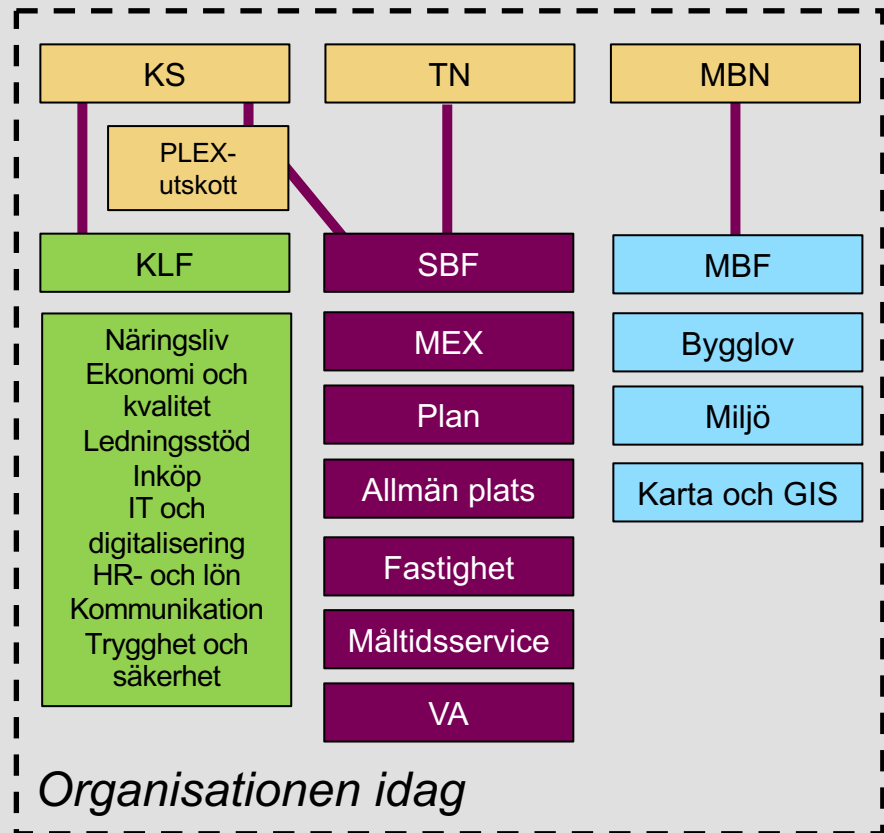 KS
TN
MBN
PLEX-
utskott
KLF
SBF
MBF
Näringsliv
Ekonomi och
kvalitet
Ledningsstöd
Inköp
IT och
digitalisering
HR- och lön
Kommunikation
Trygghet och
säkerhet
MEX
Plan
Allmän plats
Fastighet
Måltidsservice
VA
Bygglov
Miljö
Karta och GIS
Organisationen idag